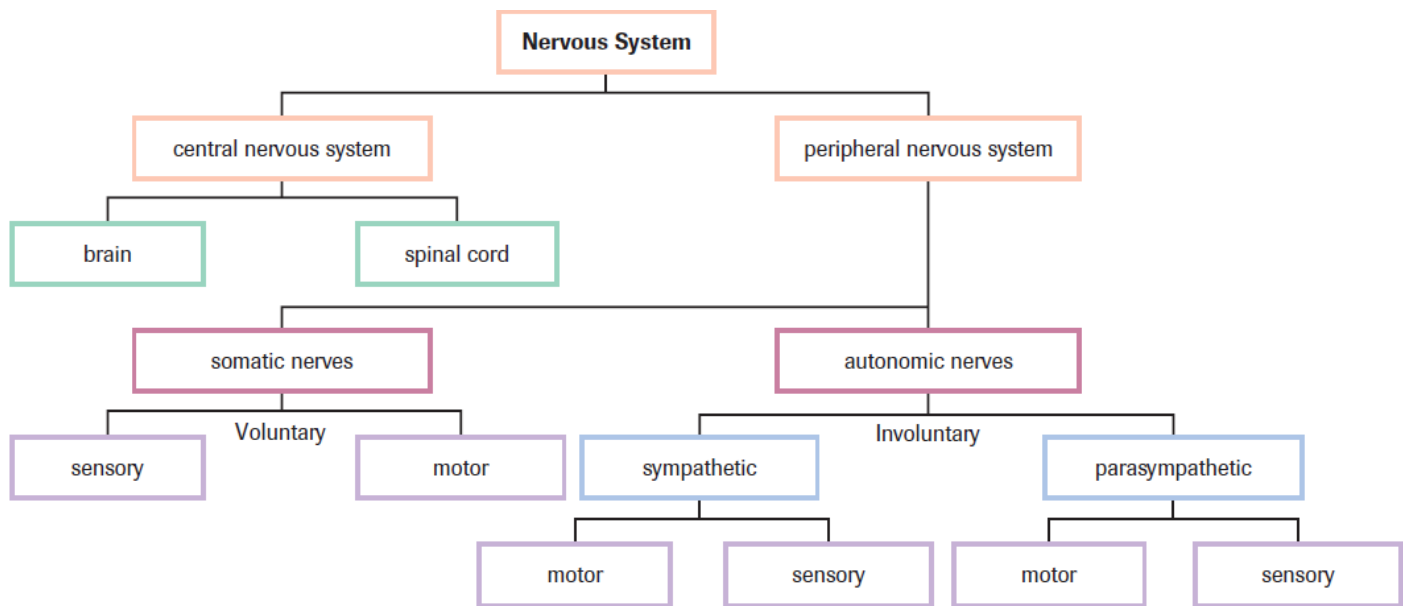 Nervous System
central nervous system
peripheral nervous system
brain
spinal cord
somatic nerves
autonomic nerves
Voluntary
Involuntary
sensory
motor
sympathetic
parasympathetic
motor
sensory
motor
sensory